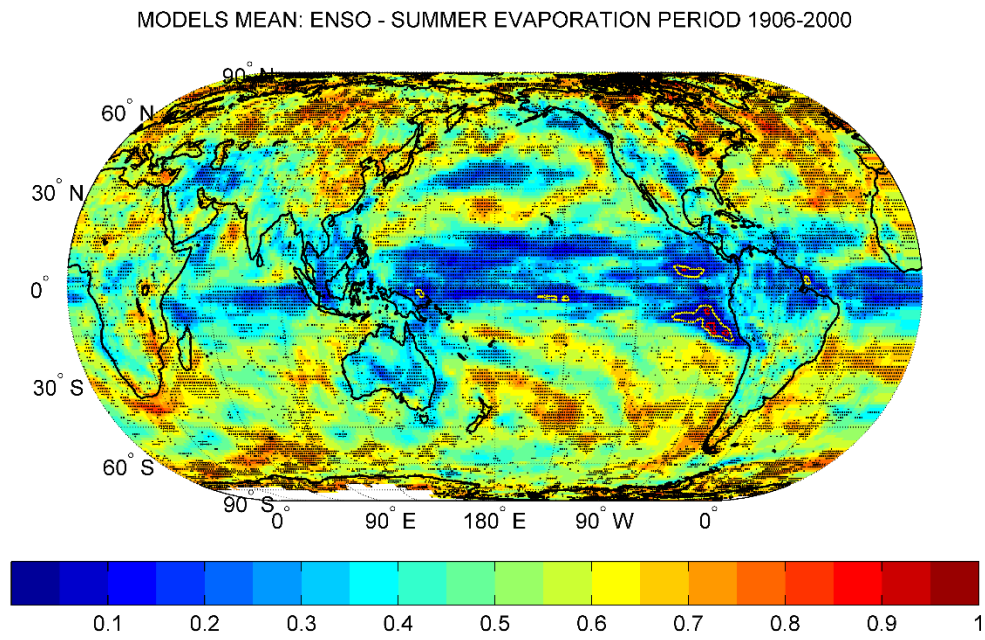 MODELS MEAN: ENSO - SUMMER EVAPORATION PERIOD 1906-2000
90° N
60° N
30° N
0°
30° S
60° S
90° S
0° 90° E 180° E 90° W 0°
0.1 0.2 0.3 0.4 0.5 0.6 0.7 0.8 0.9 1